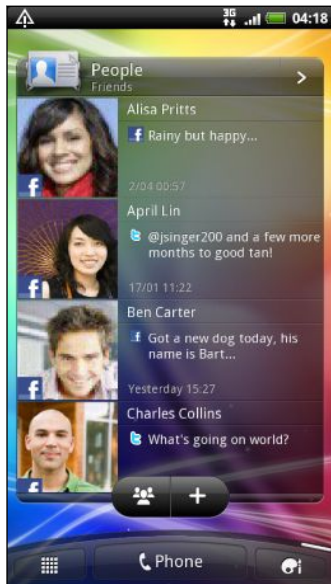 3G
04:18
People
Friends
Alisa Pritts
Rainy but happy...
2/04 00:57
April Lin
@jsinger200 and a few more
months to good tan!
17/01 11:22
Ben Carter
Got a new dog today, his
name is Bart...
Yesterday 15:27
Charles Collins
What's going on world?
Phone